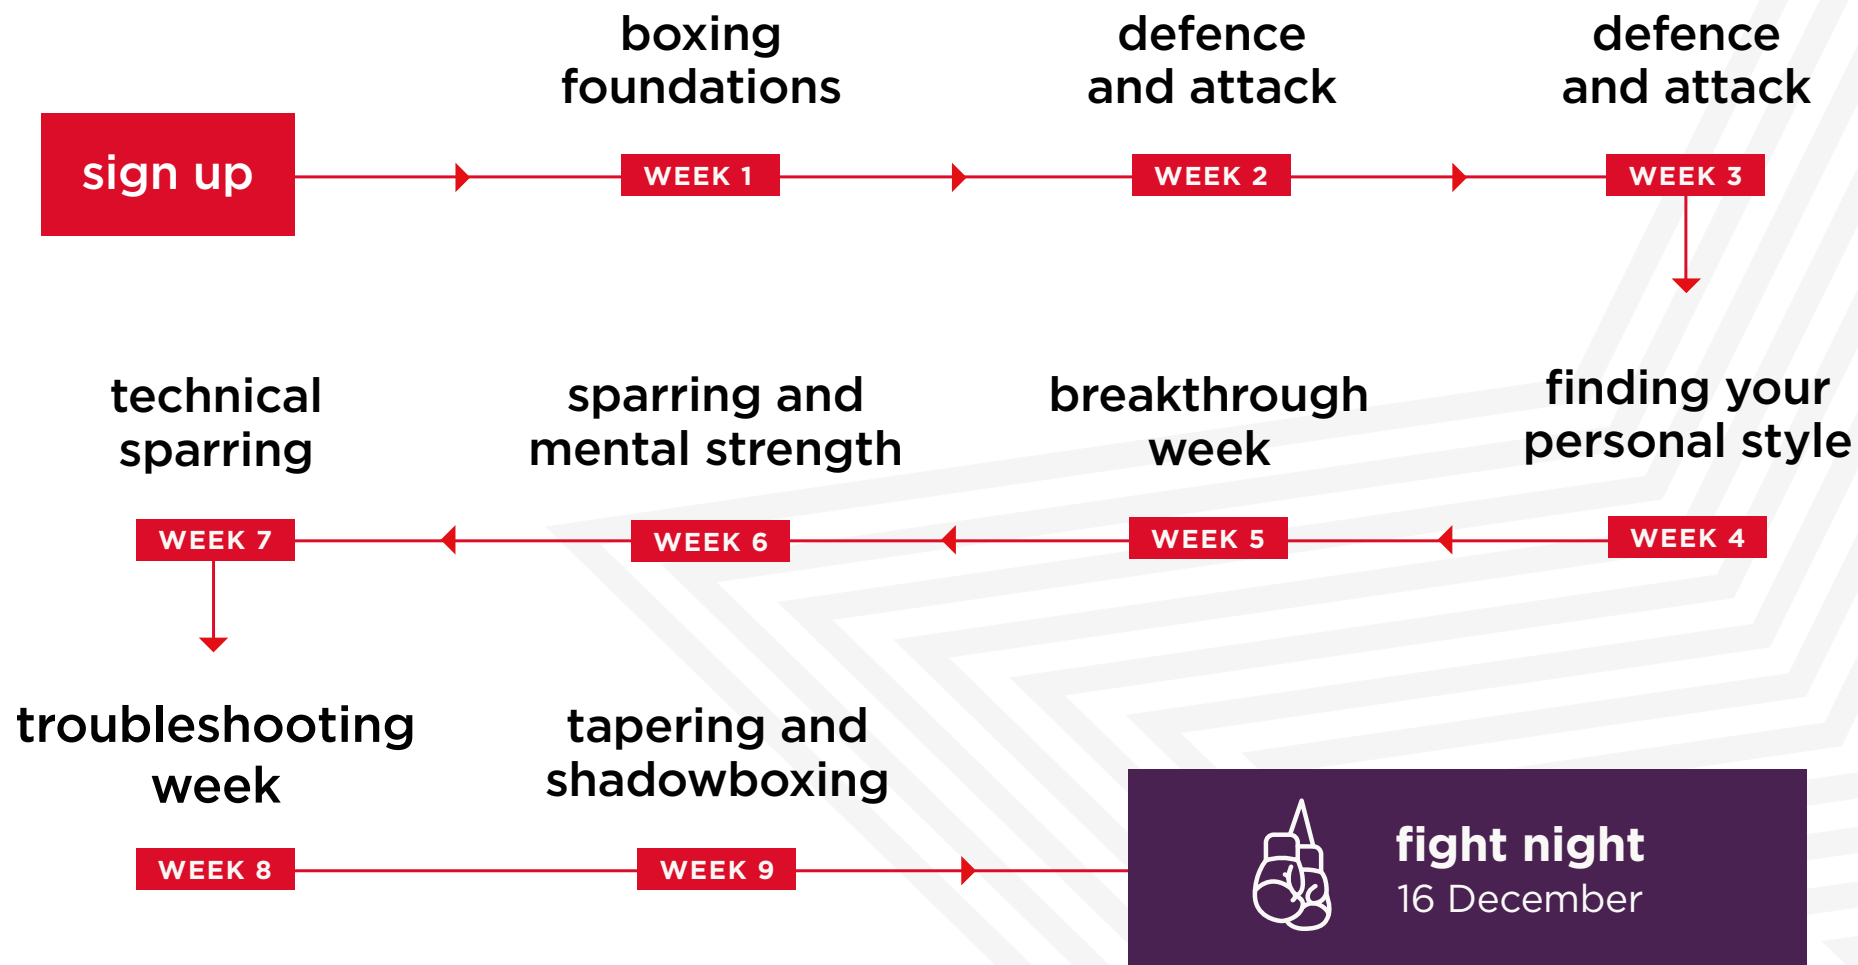 sign up
boxing
foundations
WEEK 1
defence
and attack
WEEK 2
defence
and attack
WEEK 3
finding your
personal style
WEEK 4
breakthrough
week
WEEK 5
sparring and
mental strength
WEEK 6
technical
sparring
WEEK 7
troubleshooting
week
WEEK 8
tapering and
shadowboxing
WEEK 9
fight night
16 December